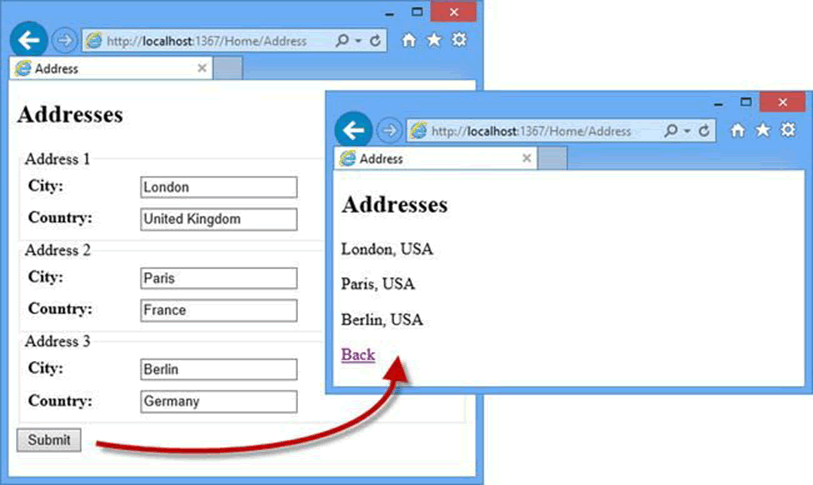 http://localhost:1367/Home/Address
Address
Addresses
Address 1
City: London
Country: United Kingdom
Address 2
City: Paris
Country: France
Address 3
City: Berlin
Country: Germany
Submit
http://localhost:1367/Home/Address
Address
Addresses
London, USA
Paris, USA
Berlin, USA
Back